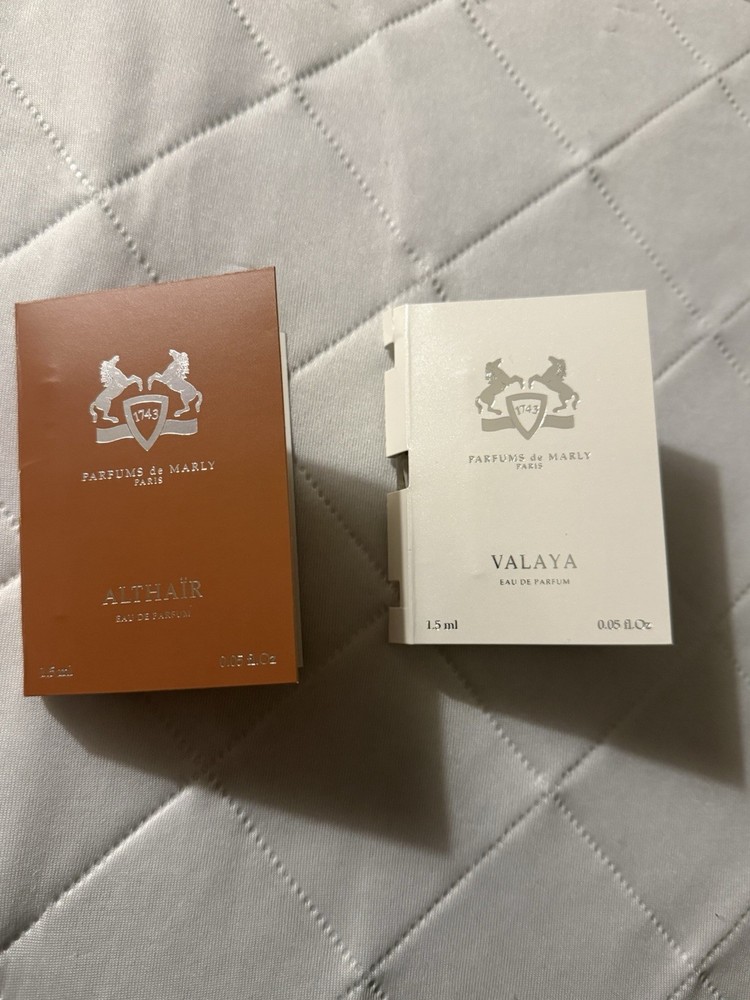 1743
PARFUMS de MARLY
PARIS
ALTHAÏR
EAU DE PARFUM
1.5 ml
0.05 fl.Oz
1743
PARFUMS de MARLY
PARIS
VALAYA
EAU DE PARFUM
1.5 ml
0.05 fl.Oz